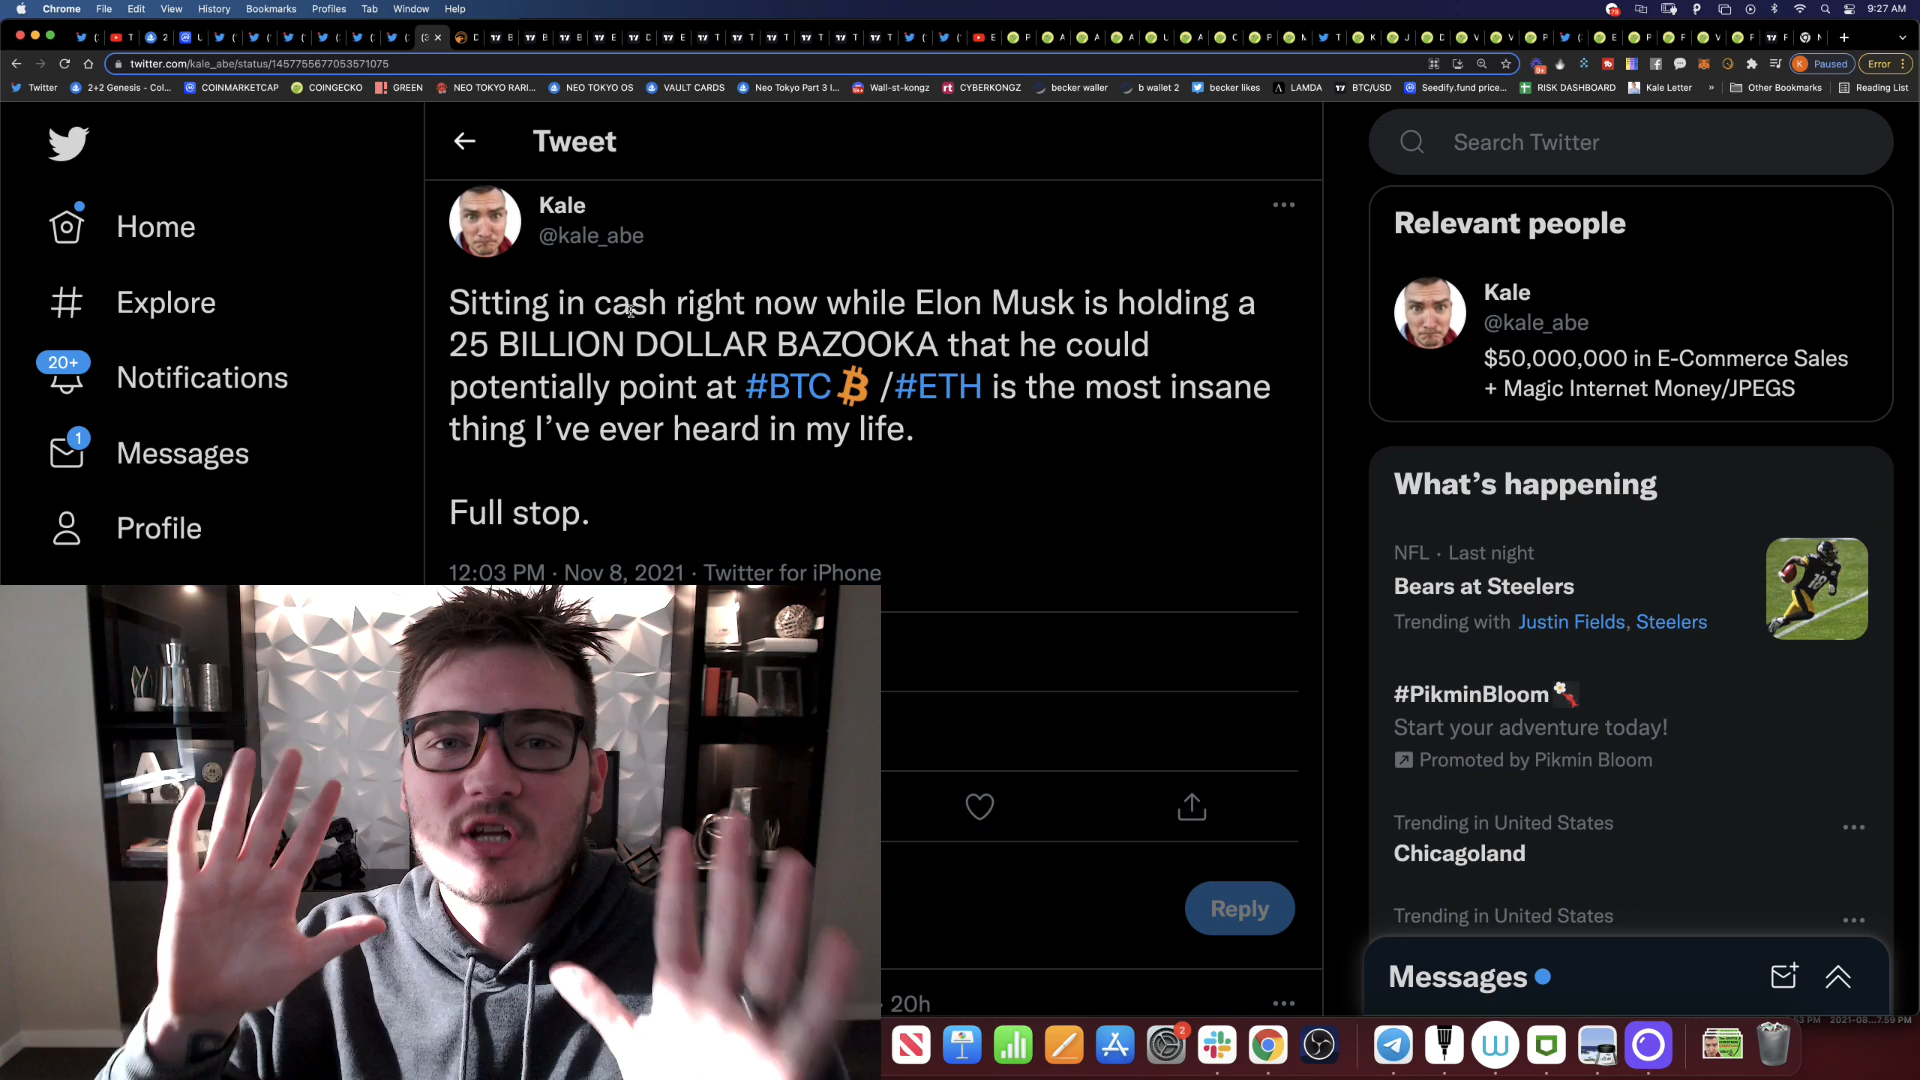 Chrome File Edit View History Bookmarks Profiles Tab Window Help 9:27 AM
twitter.com/kale_abe/status/1457755677053571075 Paused Error
Twitter 2+2 Genesis - Col... COINMARKETCAP COINGECKO GREEN NEO TOKYO RARI... NEO TOKYO OS VAULT CARDS Neo Tokyo Part 3 I... Wall-st-kongz CYBERKONGZ becker waller b wallet 2 becker likes LAMDA BTC/USD Seedify.fund price... RISK DASHBOARD Kale Letter » Other Bookmarks Reading List
Home
Explore
20+
Notifications
1
Messages
Profile
Tweet
Kale
@kale_abe
Sitting in cash right now while Elon Musk is holding a
25 BILLION DOLLAR BAZOOKA that he could
potentially point at #BTC /#ETH is the most insane
thing I've ever heard in my life.
Full stop.
12:03 PM · Nov 8, 2021 · Twitter for iPhone
Reply
· 20h
Search Twitter
Relevant people
Kale
@kale_abe
$50,000,000 in E-Commerce Sales
+ Magic Internet Money/JPEGS
What's happening
NFL · Last night
Bears at Steelers
Trending with Justin Fields, Steelers
#PikminBloom
Start your adventure today!
Promoted by Pikmin Bloom
Trending in United States
Chicagoland
Trending in United States
Messages
2